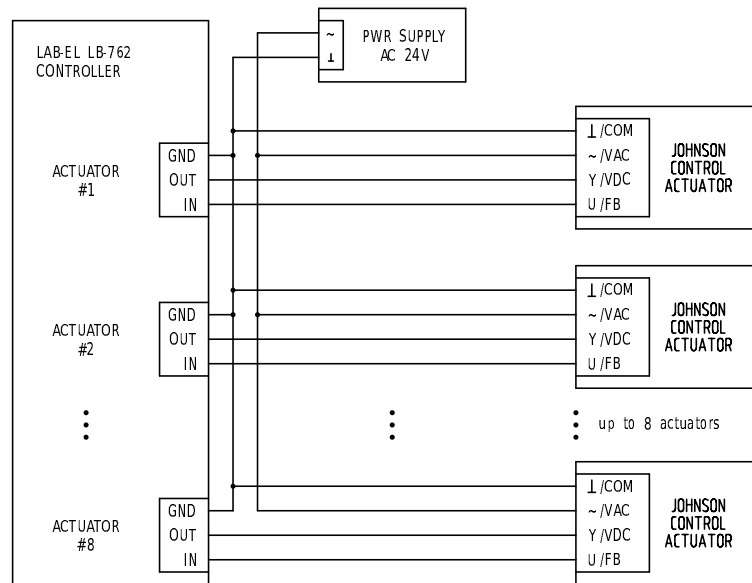 LAB-EL LB-762
CONTROLLER
~
⊥
PWR SUPPLY
AC 24V
ACTUATOR
#1
GND
OUT
IN
⊥/COM
~/VAC
Y/VDC
U/FB
JOHNSON
CONTROL
ACTUATOR
ACTUATOR
#2
GND
OUT
IN
⊥/COM
~/VAC
Y/VDC
U/FB
JOHNSON
CONTROL
ACTUATOR
up to 8 actuators
ACTUATOR
#8
GND
OUT
IN
⊥/COM
~/VAC
Y/VDC
U/FB
JOHNSON
CONTROL
ACTUATOR